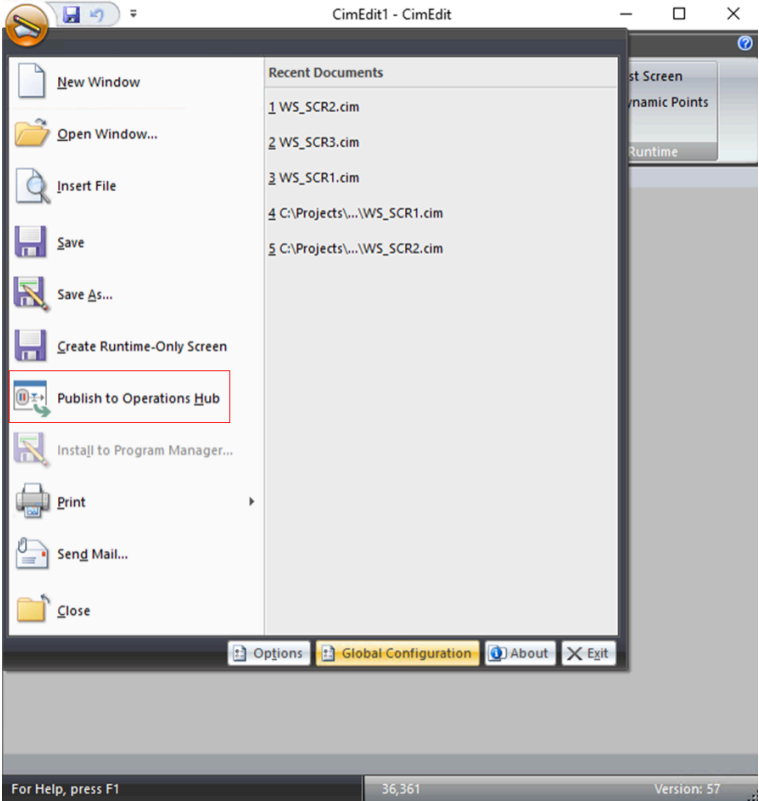 CimEdit1 - CimEdit
New Window
Open Window...
Insert File
Save
Save As...
Create Runtime-Only Screen
Publish to Operations Hub
Install to Program Manager...
Print
Send Mail...
Close
Recent Documents
1 WS_SCR2.cim
2 WS_SCR3.cim
3 WS_SCR1.cim
4 C:\Projects\...\WS_SCR1.cim
5 C:\Projects\...\WS_SCR2.cim
st Screen
ynamic Points
Runtime
Options
Global Configuration
About
Exit
For Help, press F1
36,361
Version: 57